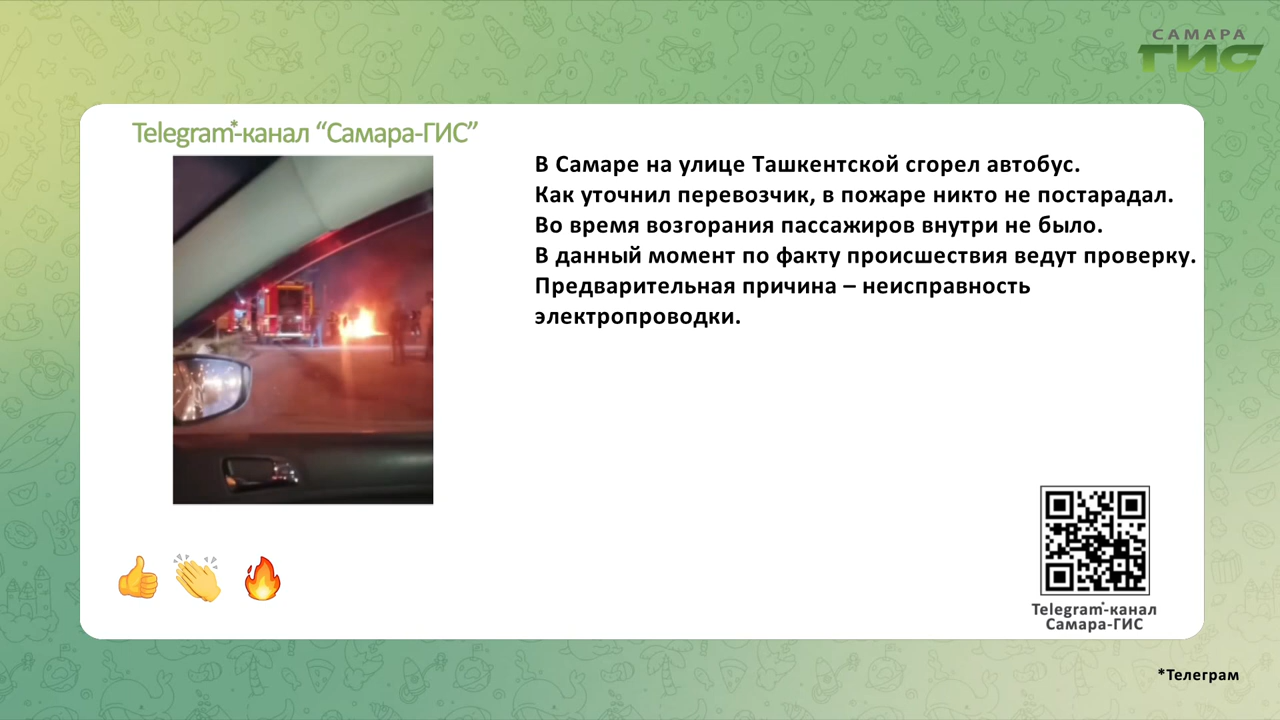 САМАРА
ГИС
Telegram*-канал “Самара-ГИС”
В Самаре на улице Ташкентской сгорел автобус.
Как уточнил перевозчик, в пожаре никто не постарадал.
Во время возгорания пассажиров внутри не было.
В данный момент по факту происшествия ведут проверку.
Предварительная причина – неисправность
электропроводки.
Telegram*-канал
Самара-ГИС
*Телеграм